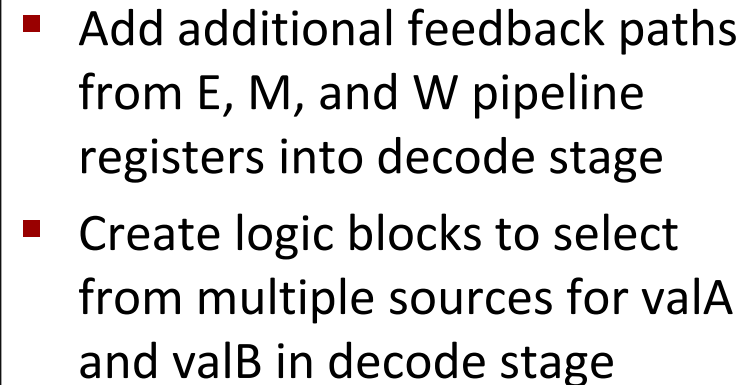 Add additional feedback paths
from E, M, and W pipeline
registers into decode stage
Create logic blocks to select
from multiple sources for valA
and valB in decode stage